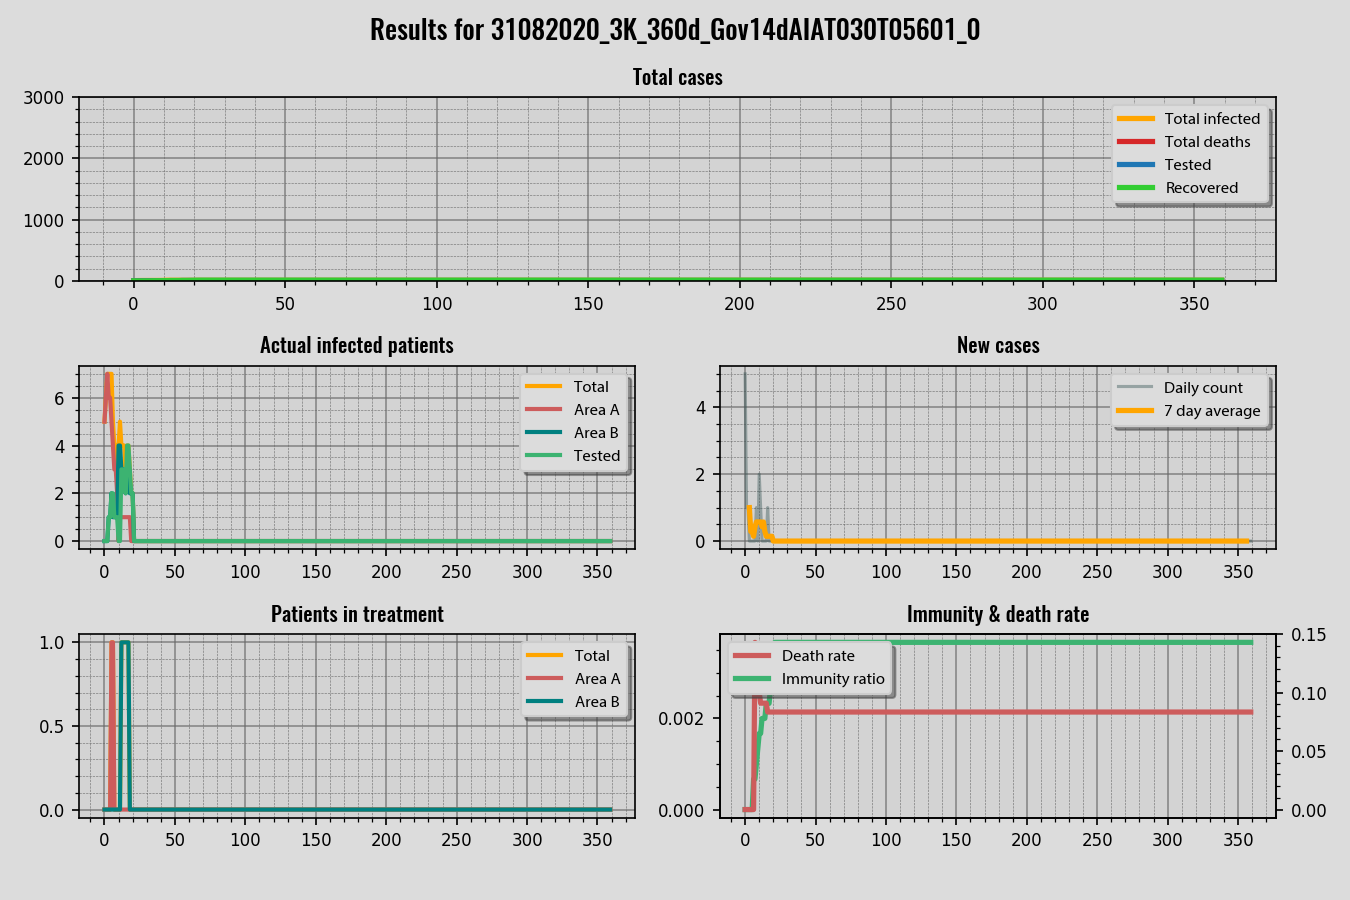 Results for 31082020_3K_360d_Gov14dAIAT030T05601_0
Total cases
3000
2000
1000
0
Total infected
Total deaths
Tested
Recovered
0 50 100 150 200 250 300 350
Actual infected patients
6
4
2
0
Total
Area A
Area B
Tested
0 50 100 150 200 250 300 350
New cases
4
2
0
Daily count
7 day average
0 50 100 150 200 250 300 350
Patients in treatment
1.0
0.5
0.0
Total
Area A
Area B
0 50 100 150 200 250 300 350
Immunity & death rate
0.002
0.000
Death rate
Immunity ratio
0.15
0.10
0.05
0.00
0 50 100 150 200 250 300 350